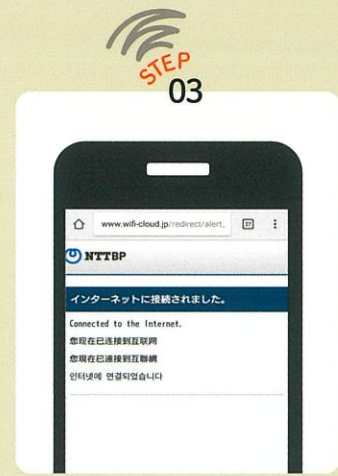 STEP
03
www.wifi-cloud.jp/redirect/alert_
27
NTTBP
インターネットに接続されました。
Connected to the Internet.
您现在已连接到互联网
您現在已連接到互聯網
인터넷에 연결되었습니다